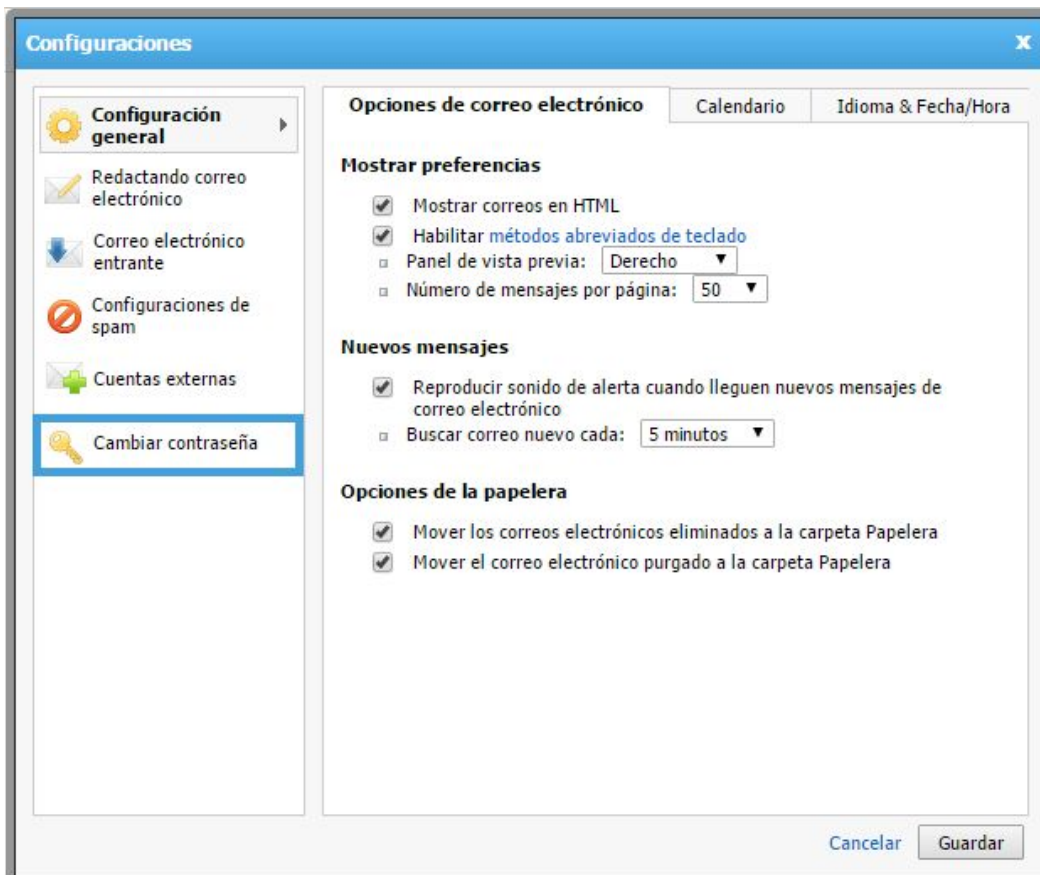 Configuraciones x
Configuración
general
Redactando correo
electrónico
Correo electrónico
entrante
Configuraciones de
spam
Cuentas externas
Cambiar contraseña
Opciones de correo electrónico Calendario Idioma & Fecha/Hora
Mostrar preferencias
Mostrar correos en HTML
Habilitar métodos abreviados de teclado
Panel de vista previa: Derecho
Número de mensajes por página: 50
Nuevos mensajes
Reproducir sonido de alerta cuando lleguen nuevos mensajes de
correo electrónico
Buscar correo nuevo cada: 5 minutos
Opciones de la papelera
Mover los correos electrónicos eliminados a la carpeta Papelera
Mover el correo electrónico purgado a la carpeta Papelera
Cancelar Guardar